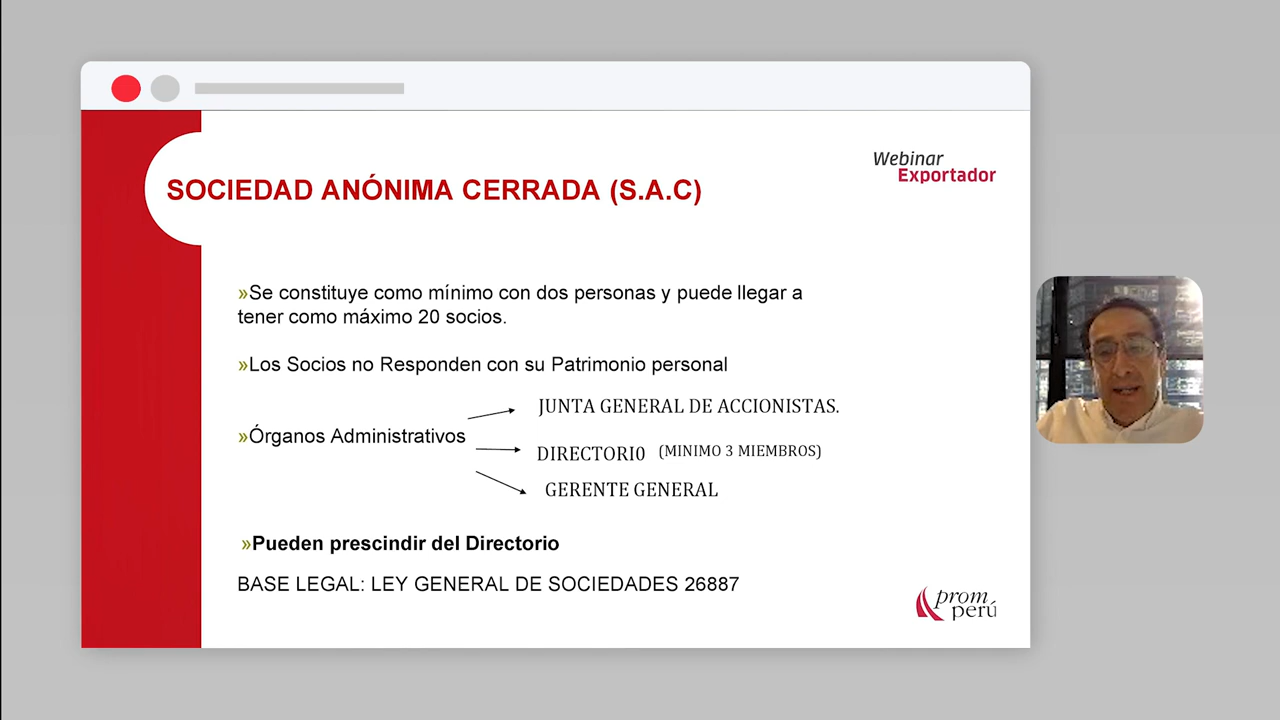 Webinar
Exportador
SOCIEDAD ANÓNIMA CERRADA (S.A.C)
»Se constituye como mínimo con dos personas y puede llegar a
tener como máximo 20 socios.
»Los Socios no Responden con su Patrimonio personal
»Órganos Administrativos
JUNTA GENERAL DE ACCIONISTAS.
DIRECTORI0 (MINIMO 3 MIEMBROS)
GERENTE GENERAL
»Pueden prescindir del Directorio
BASE LEGAL: LEY GENERAL DE SOCIEDADES 26887
prom
perú